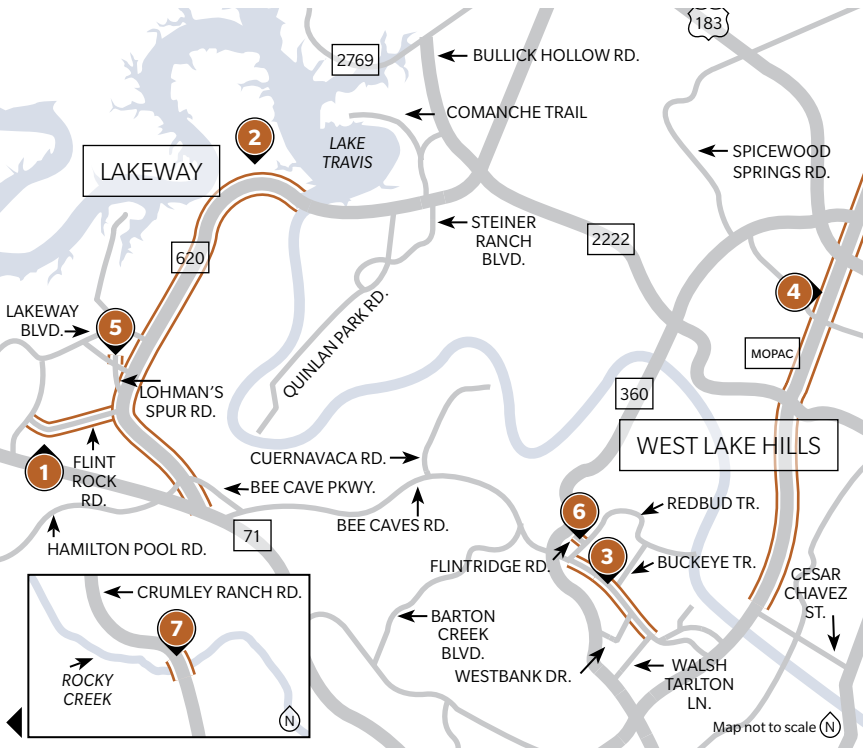 183
2769
BULLICK HOLLOW RD.
COMANCHE TRAIL
2
LAKE
TRAVIS
LAKEWAY
SPICEWOOD
SPRINGS RD.
STEINER
RANCH
BLVD.
2222
620
4
LAKEWAY
BLVD.
5
QUINLAN PARK RD.
MOPAC
LOHMAN'S
SPUR RD.
360
WEST LAKE HILLS
1
FLINT
ROCK
RD.
CUERNAVACA RD.
BEE CAVE PKWY.
BEE CAVES RD.
71
HAMILTON POOL RD.
6
REDBUD TR.
FLINTRIDGE RD.
3
BUCKEYE TR.
CESAR
CHAVEZ
ST.
CRUMLEY RANCH RD.
7
ROCKY
CREEK
N
BARTON
CREEK
BLVD.
WESTBANK DR.
WALSH
TARLTON
LN.
Map not to scale N